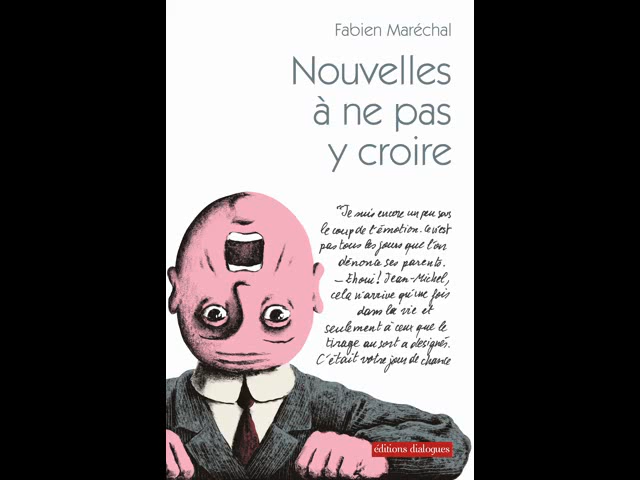 Fabien Maréchal
Nouvelles
à ne pas
y croire
"Je suis encore un peu sous
le coup de l'émotion. Ce n'est
pas tous les jours que l'on
dénonce ses parents.
– Ehoui! Jean-Michel,
cela n'arrive qu'une fois
dans la vie et
seulement à ceux que le
tirage au sort a désignés.
C'était votre jour de chance
éditions dialogues